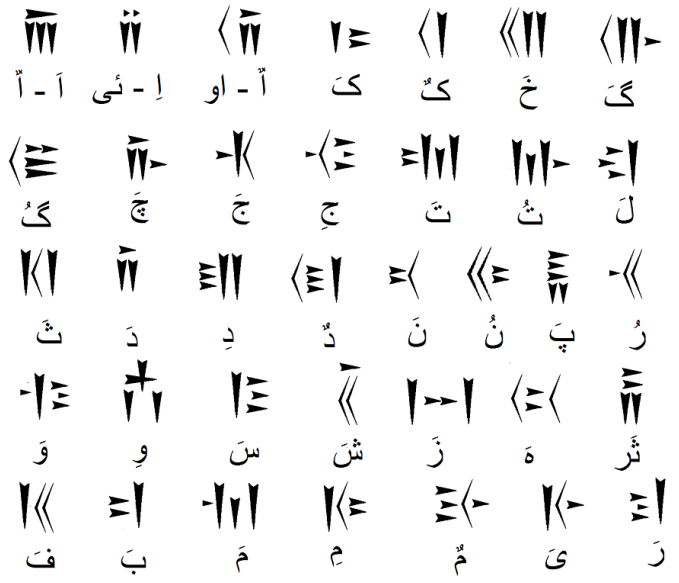 𐎠 𐎡 𐎢 𐎣 𐎤 𐎧 𐎥
گَ خَ کُ کَ اُ - او اِ - ئی اَ - آ
𐎦 𐎨 𐎩 𐎪 𐎫 𐎬 𐎾
لَ تُ تَ جِ جَ چَ گُ
𐎰 𐎭 𐎮 𐎯 𐎴 𐎵 𐎱 𐎽
رُ پَ نُ نَ دُ دِ دَ ثَ
𐎺 𐎻 𐎿 𐏁 𐏀 𐏃 𐏂
ثَر هَ زَ شَ سَ وِ وَ
𐎳 𐎲 𐎶 𐎷 𐎸 𐎹 𐎼
رَ یَ مُ مِ مَ بَ فَ